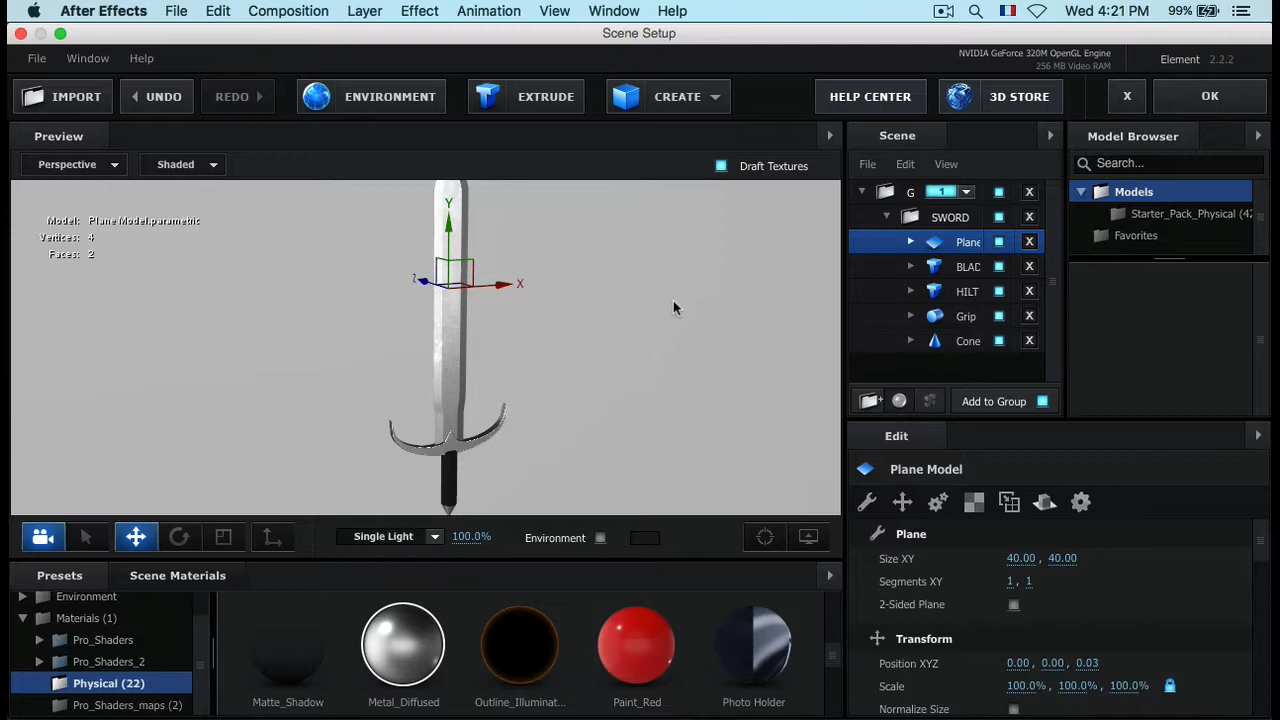 After Effects File Edit Composition Layer Effect Animation View Window Help Wed 4:21 PM 99%
Scene Setup
File Window Help
NVIDIA GeForce 320M OpenGL Engine
256 MB Video RAM
Element 2.2.2
IMPORT UNDO REDO ENVIRONMENT EXTRUDE CREATE HELP CENTER 3D STORE X OK
Preview
Perspective Shaded Draft Textures
Model: Plane Model.parametric
Vertices: 4
Faces: 2
Y
Z
X
Single Light 100.0% Environment
Scene
File Edit View
G 1 X
SWORD X
Plane X
BLAD X
HILT X
Grip X
Cone X
Add to Group
Model Browser
Search...
Models
Starter_Pack_Physical (42
Favorites
Edit
Plane Model
Plane
Size XY 40.00, 40.00
Segments XY 1, 1
2-Sided Plane
Transform
Position XYZ 0.00, 0.00, 0.03
Scale 100.0%, 100.0%, 100.0%
Normalize Size
Presets Scene Materials
Environment
Materials (1)
Pro_Shaders
Pro_Shaders_2
Physical (22)
Pro_Shaders_maps (2)
Matte_Shadow Metal_Diffused Outline_Illuminat... Paint_Red Photo Holder